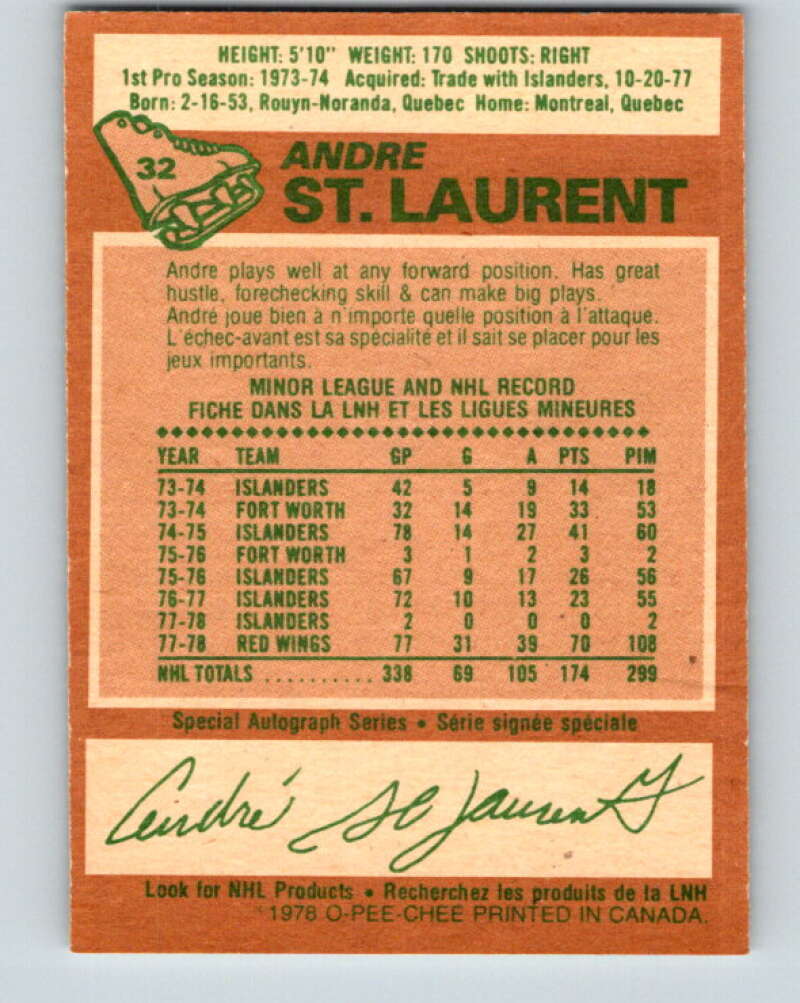 HEIGHT: 5'10" WEIGHT: 170 SHOOTS: RIGHT
1st Pro Season: 1973-74 Acquired: Trade with Islanders, 10-20-77
Born: 2-16-53, Rouyn-Noranda, Quebec Home: Montreal, Quebec
32
ANDRE
ST. LAURENT
Andre plays well at any forward position. Has great
hustle, forechecking skill & can make big plays.
André joue bien à n'importe quelle position à l'attaque.
L'échec-avant est sa spécialité et il sait se placer pour les
jeux importants.
MINOR LEAGUE AND NHL RECORD
FICHE DANS LA LNH ET LES LIGUES MINEURES
YEAR TEAM GP G A PTS PIM
73-74 ISLANDERS 42 5 9 14 18
73-74 FORT WORTH 32 14 19 33 53
74-75 ISLANDERS 78 14 27 41 60
75-76 FORT WORTH 3 1 2 3 2
75-76 ISLANDERS 67 9 17 26 56
76-77 ISLANDERS 72 10 13 23 55
77-78 ISLANDERS 2 0 0 0 2
77-78 RED WINGS 77 31 39 70 108
NHL TOTALS .......... 338 69 105 174 299
Special Autograph Series • Série signée spéciale
André St Laurent
Look for NHL Products • Recherchez les produits de la LNH
*1978 O-PEE-CHEE PRINTED IN CANADA.